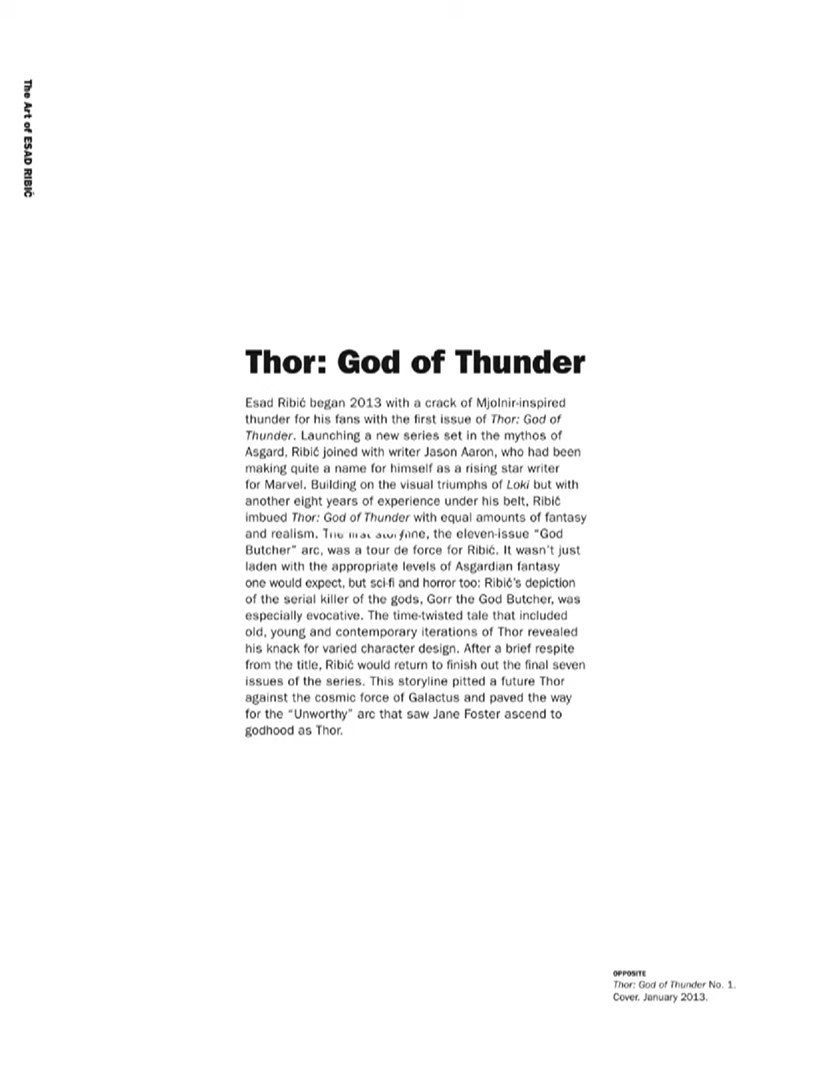 The Art of ESAD RIBIĆ
Thor: God of Thunder
Esad Ribić began 2013 with a crack of Mjolnir-inspired
thunder for his fans with the first issue of Thor: God of
Thunder. Launching a new series set in the mythos of
Asgard, Ribić joined with writer Jason Aaron, who had been
making quite a name for himself as a rising star writer
for Marvel. Building on the visual triumphs of Loki but with
another eight years of experience under his belt, Ribić
imbued Thor: God of Thunder with equal amounts of fantasy
and realism. the eleven-issue “God
Butcher” arc, was a tour de force for Ribić. It wasn’t just
laden with the appropriate levels of Asgardian fantasy
one would expect, but sci-fi and horror too: Ribić’s depiction
of the serial killer of the gods, Gorr the God Butcher, was
especially evocative. The time-twisted tale that included
old, young and contemporary iterations of Thor revealed
his knack for varied character design. After a brief respite
from the title, Ribić would return to finish out the final seven
issues of the series. This storyline pitted a future Thor
against the cosmic force of Galactus and paved the way
for the “Unworthy” arc that saw Jane Foster ascend to
godhood as Thor.
OPPOSITE
Thor: God of Thunder No. 1.
Cover. January 2013.